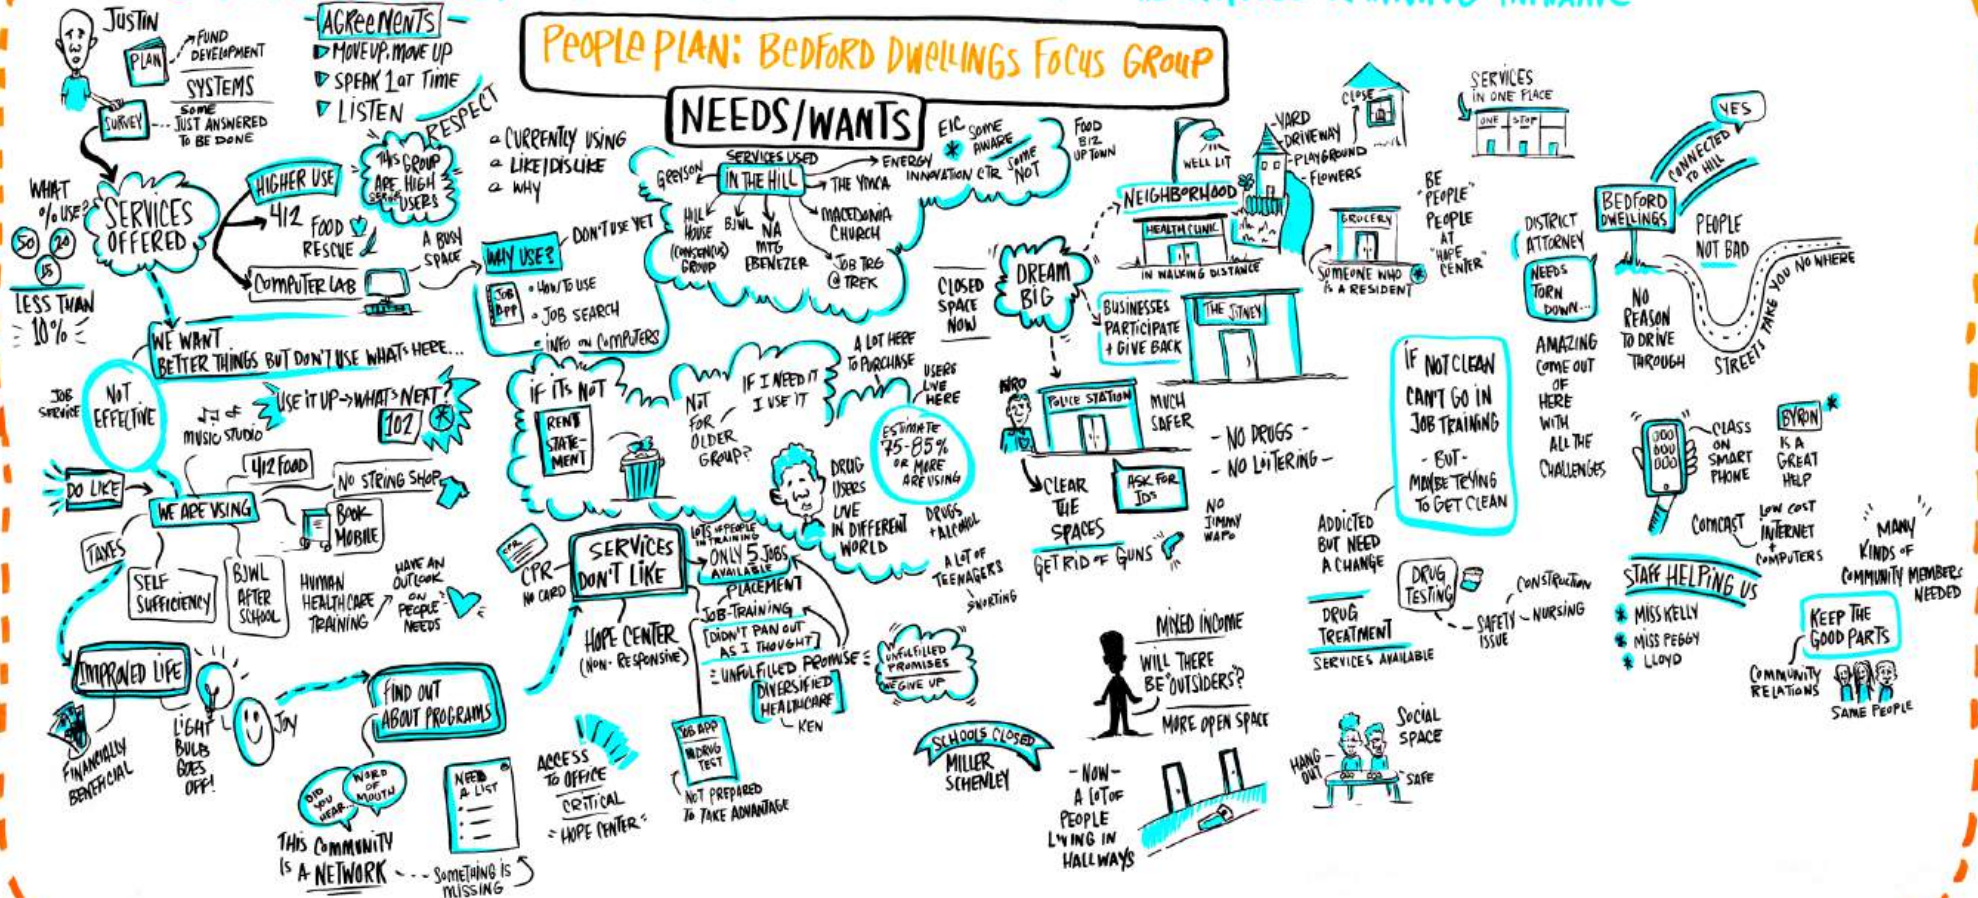 PEOPLE PLAN: BEDFORD DWELLINGS FOCUS GROUP
NEEDS/WANTS
JUSTIN
PLAN
FUND
DEVELOPMENT
SYSTEMS
SURVEY
SOME
JUST ANSWERED
TO BE DONE
AGREEMENTS
MOVE UP, MOVE UP
SPEAK 1 AT TIME
LISTEN
RESPECT
WHAT
% USE?
50
20
15
LESS THAN
10%
SERVICES
OFFERED
HIGHER USE
412 FOOD
RESCUE
COMPUTER LAB
THIS GROUP
ARE HIGH
USERS
A BUSY
SPACE
CURRENTLY USING
LIKE/DISLIKE
WHY
WHY USE?
DON'T USE YET
JOB
APP
HOW TO USE
JOB SEARCH
INFO ON COMPUTERS
SERVICES USED
IN THE HILL
GREYSON
HILL
HOUSE
(CONSENSUS)
GROUP
BJWL
NA
MTG
EBENEZER
JOB TRG
@ TREK
MACEDONIA
CHURCH
THE YMCA
ENERGY
INNOVATION CTR
EIC
SOME
AWARE
SOME
NOT
FOOD
BIZ
UPTOWN
WE WANT
BETTER THINGS BUT DON'T USE WHAT'S HERE...
JOB
SERVICE
NOT
EFFECTIVE
MUSIC STUDIO
USE IT UP → WHAT'S NEXT?
102
DO LIKE
WE ARE USING
412 FOOD
NO STRING SHOP
BOOK
MOBILE
TAXES
SELF
SUFFICIENCY
BJWL
AFTER
SCHOOL
HUMAN
HEALTHCARE
TRAINING
HAVE AN
OUTLOOK
ON
PEOPLE
NEEDS
IMPROVED LIFE
FINANCIALLY
BENEFICIAL
LIGHT
BULB
GOES
OFF!
JOY
FIND OUT
ABOUT PROGRAMS
DID
YOU
HEAR...
WORD
OF
MOUTH
THIS COMMUNITY
IS A NETWORK
NEED
A LIST
SOMETHING IS
MISSING
ACCESS
TO OFFICE
CRITICAL
"HOPE CENTER"
IF IT'S NOT
RENT
STATE-
MENT
NOT
FOR
OLDER
GROUP?
IF I NEED IT
I USE IT
A LOT HERE
TO PURCHASE
USERS
LIVE
HERE
ESTIMATE
75-85%
OR MORE
ARE USING
DRUG
USERS
LIVE
IN DIFFERENT
WORLD
DRUGS
+ ALCOHOL
A LOT OF
TEENAGERS
SNORTING
CPR
CPR
NO CARD
SERVICES
DON'T LIKE
LOTS OF PEOPLE
IN TRAINING
ONLY 5 JOBS
AVAILABLE
PLACEMENT
JOB-TRAINING
[DIDN'T PAN OUT
AS I THOUGHT]
UNFULFILLED PROMISE
UNFULFILLED
PROMISES
WE GIVE UP
DIVERSIFIED
HEALTHCARE
KEN
HOPE CENTER
(NON-RESPONSIVE)
JOB APP
DRUG
TEST
NOT PREPARED
TO TAKE ADVANTAGE
CLOSED
SPACE
NOW
DREAM
BIG
NEIGHBORHOOD
WELL LIT
YARD
DRIVEWAY
PLAYGROUND
FLOWERS
CLOSE
SERVICES
IN ONE PLACE
ONE STOP
HEALTH CLINIC
IN WALKING DISTANCE
GROCERY
SOMEONE WHO
IS A RESIDENT
BE
"PEOPLE"
PEOPLE
AT
"HOPE
CENTER"
BUSINESSES
PARTICIPATE
+ GIVE BACK
THE JITNEY
POLICE STATION
MUCH
SAFER
- NO DRUGS -
- NO LOITERING -
CLEAR
THE
SPACES
ASK FOR
IDS
GET RID OF GUNS
NO
JIMMY
WAPO
MIXED INCOME
WILL THERE
BE "OUTSIDERS"?
MORE OPEN SPACE
SCHOOLS CLOSED
MILLER
SCHENLEY
- NOW -
A LOT OF
PEOPLE
LIVING IN
HALLWAYS
HANG
OUT
SOCIAL
SPACE
SAFE
IF NOT CLEAN
CAN'T GO IN
JOB TRAINING
- BUT -
MAYBE TRYING
TO GET CLEAN
ADDICTED
BUT NEED
A CHANGE
DRUG
TREATMENT
SERVICES AVAILABLE
DRUG
TESTING
SAFETY
ISSUE
CONSTRUCTION
NURSING
DISTRICT
ATTORNEY
NEEDS
TORN
DOWN...
AMAZING
COME OUT
OF
HERE
WITH
ALL THE
CHALLENGES
BEDFORD
DWELLINGS
CONNECTED
TO HILL
YES
PEOPLE
NOT BAD
NO
REASON
TO DRIVE
THROUGH
STREETS TAKE YOU NO WHERE
CLASS
ON
SMART
PHONE
BYRON
IS A
GREAT
HELP
COMCAST
LOW COST
INTERNET
+
COMPUTERS
STAFF HELPING US
MISS KELLY
MISS PEGGY
LLOYD
MANY
KINDS OF
COMMUNITY MEMBERS
NEEDED
KEEP THE
GOOD PARTS
COMMUNITY
RELATIONS
SAME PEOPLE